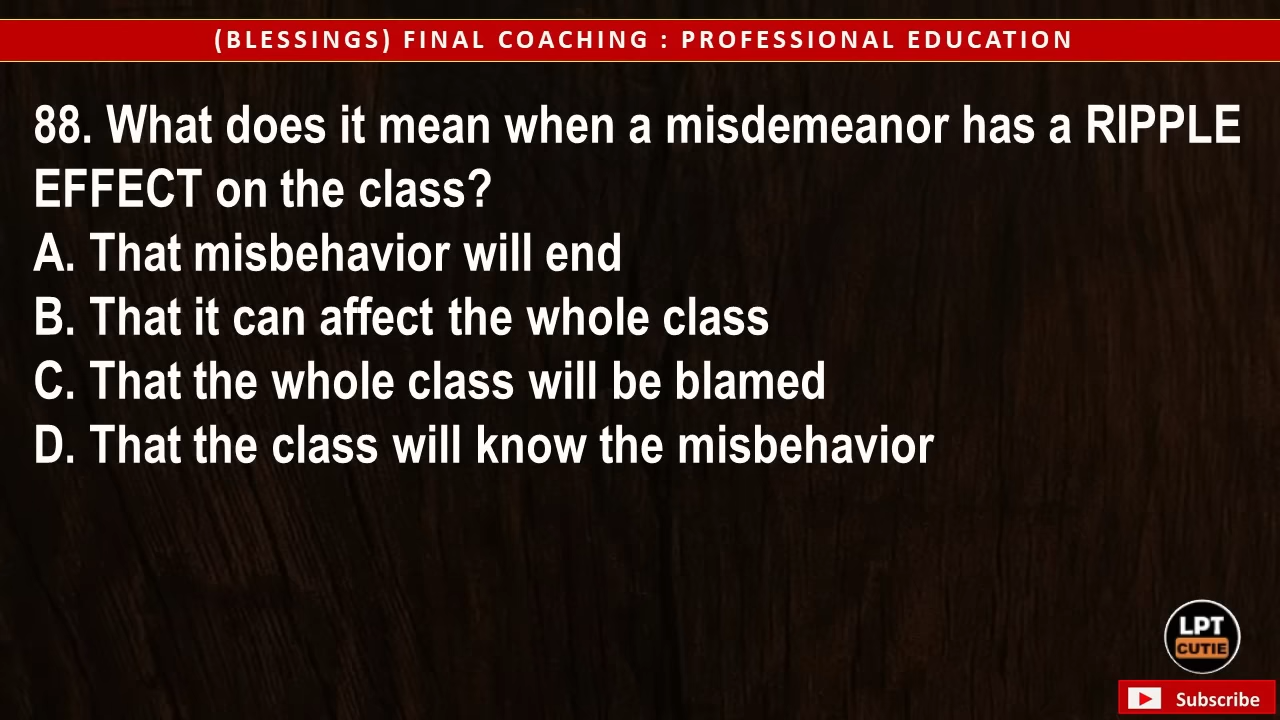 (BLESSINGS) FINAL COACHING : PROFESSIONAL EDUCATION
88. What does it mean when a misdemeanor has a RIPPLE
EFFECT on the class?
A. That misbehavior will end
B. That it can affect the whole class
C. That the whole class will be blamed
D. That the class will know the misbehavior
LPT
CUTIE
Subscribe